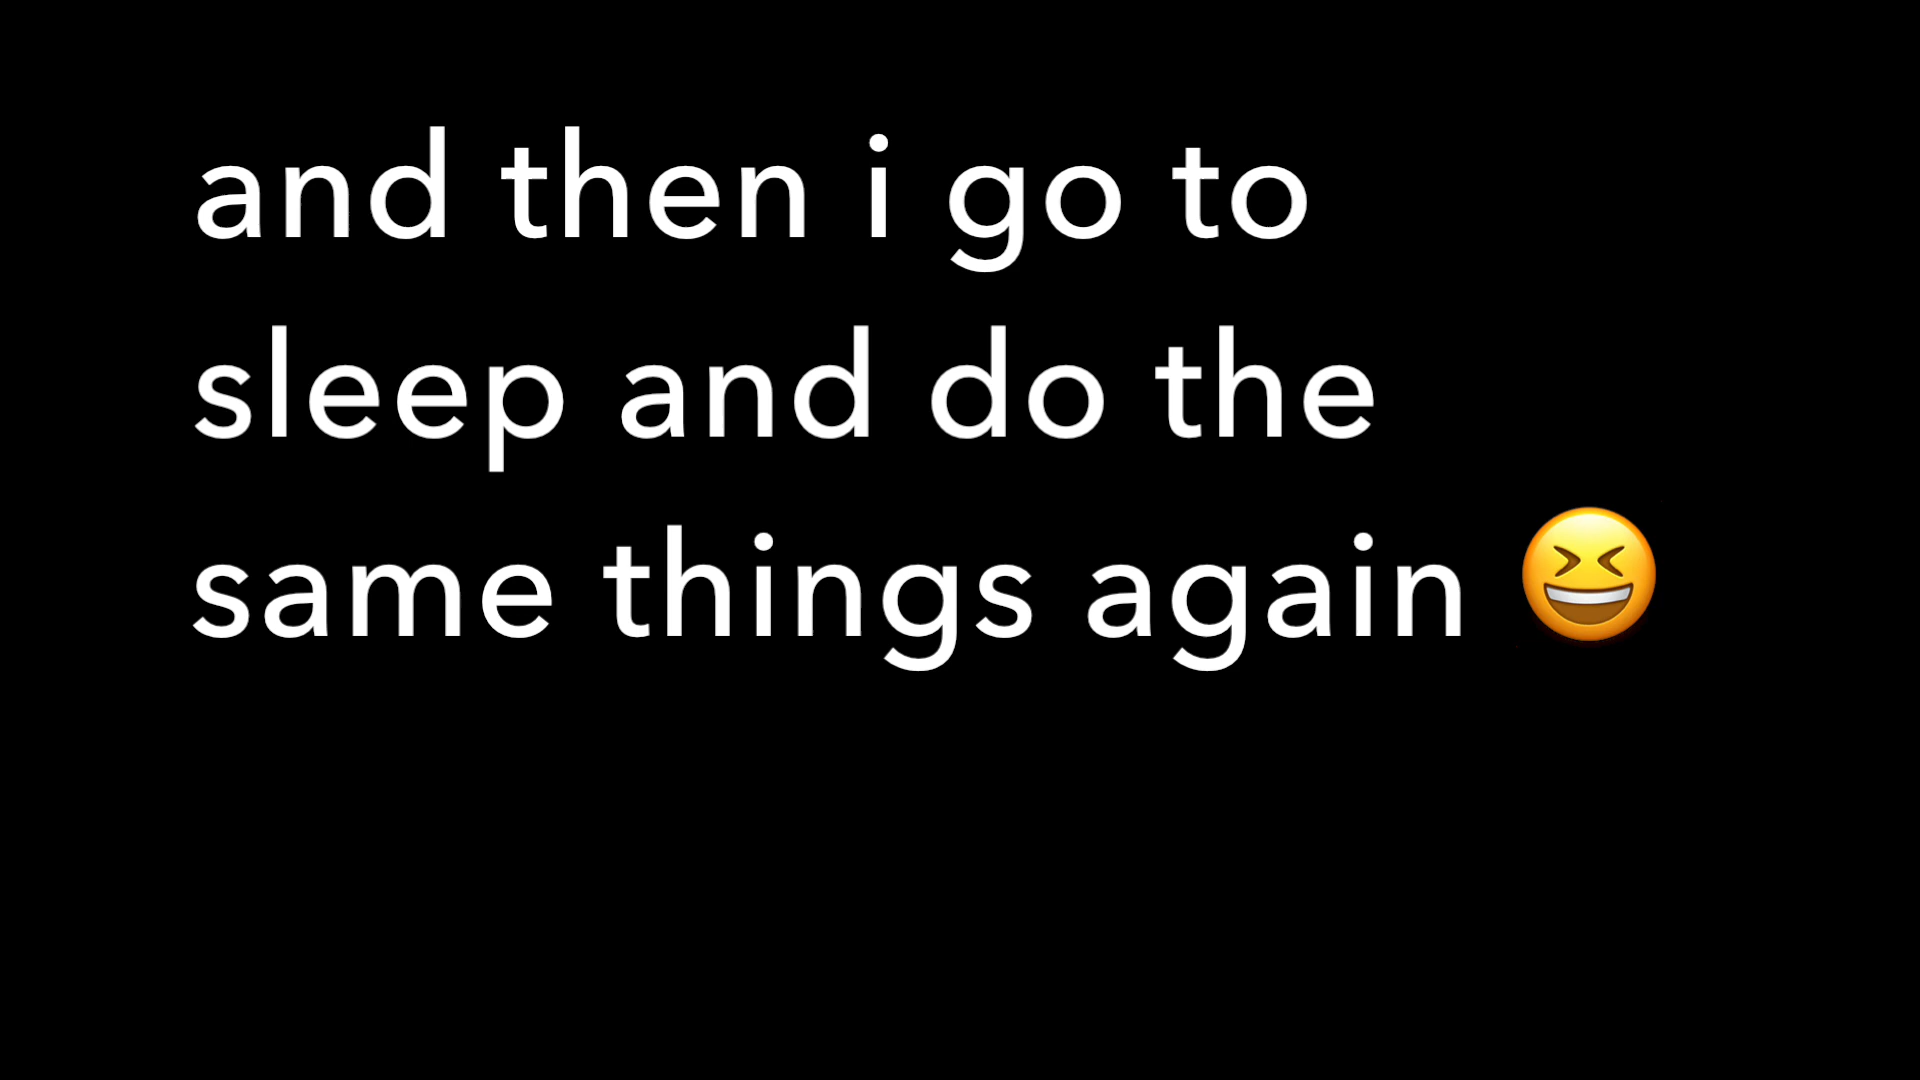 and then i go to
sleep and do the
same things again 😆